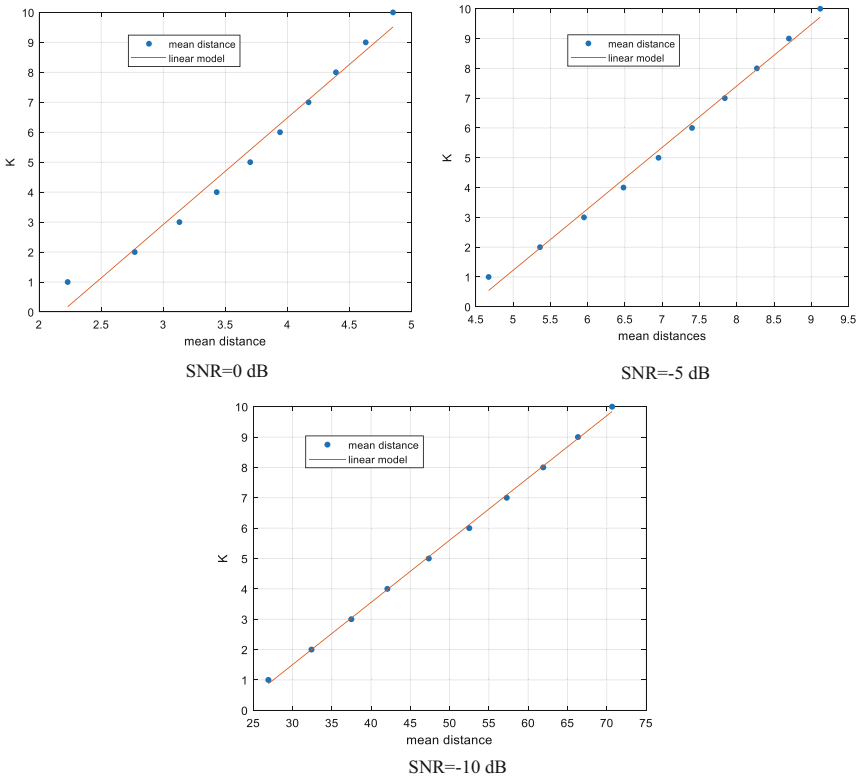 10
9
8
7
6
5
4
3
2
1
0
K
mean distance
linear model
2 2.5 3 3.5 4 4.5 5
mean distance
SNR=0 dB
10
9
8
7
6
5
4
3
2
1
0
K
mean distance
linear model
4.5 5 5.5 6 6.5 7 7.5 8 8.5 9 9.5
mean distances
SNR=-5 dB
10
9
8
7
6
5
4
3
2
1
0
K
mean distance
linear model
25 30 35 40 45 50 55 60 65 70 75
mean distance
SNR=-10 dB